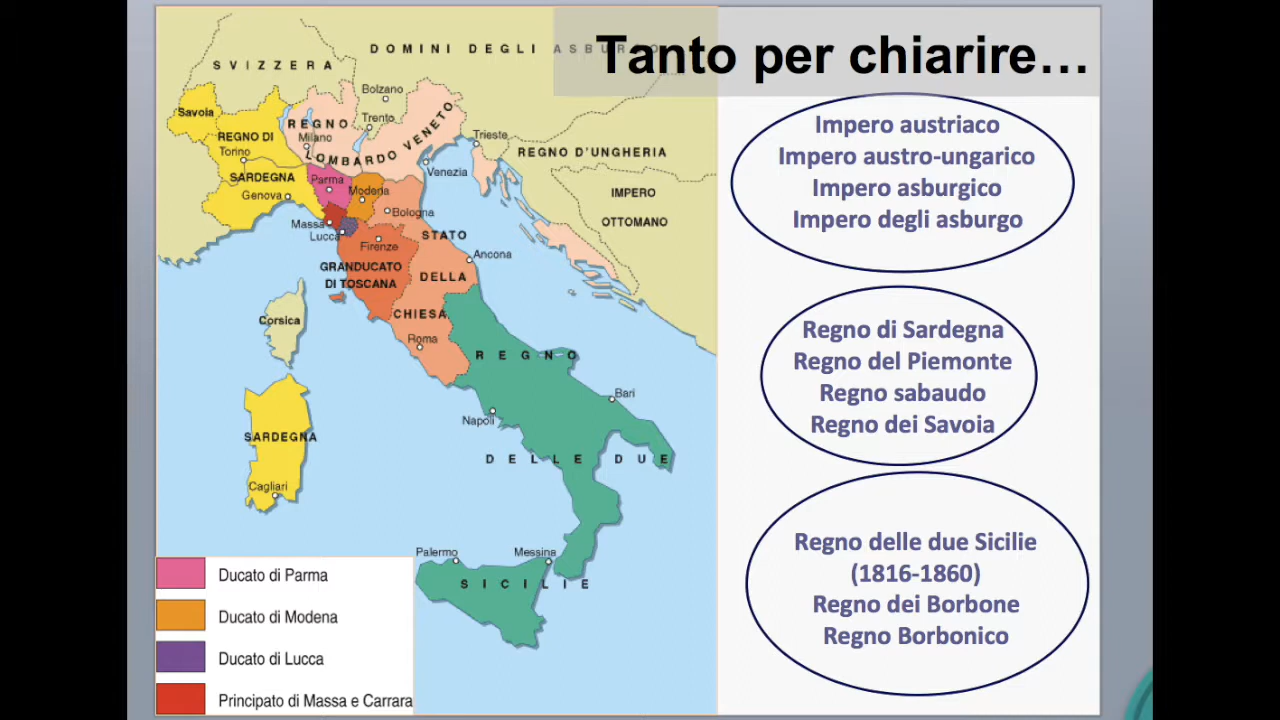 Tanto per chiarire…
DOMINI DEGLI ASBURGO
SVIZZERA
Bolzano
Savoia
REGNO
Trento
LOMBARDO VENETO
Milano
Trieste
REGNO DI
Torino
SARDEGNA
Genova
REGNO D'UNGHERIA
Venezia
Parma
Modena
IMPERO
OTTOMANO
Bologna
Massa
Lucca
Firenze
STATO
DELLA
CHIESA
Ancona
GRANDUCATO
DI TOSCANA
Corsica
Roma
REGNO
Bari
Napoli
SARDEGNA
DELLE DUE
Cagliari
Palermo
Messina
SICILIE
Ducato di Parma
Ducato di Modena
Ducato di Lucca
Principato di Massa e Carrara
Impero austriaco
Impero austro-ungarico
Impero asburgico
Impero degli asburgo
Regno di Sardegna
Regno del Piemonte
Regno sabaudo
Regno dei Savoia
Regno delle due Sicilie
(1816-1860)
Regno dei Borbone
Regno Borbonico